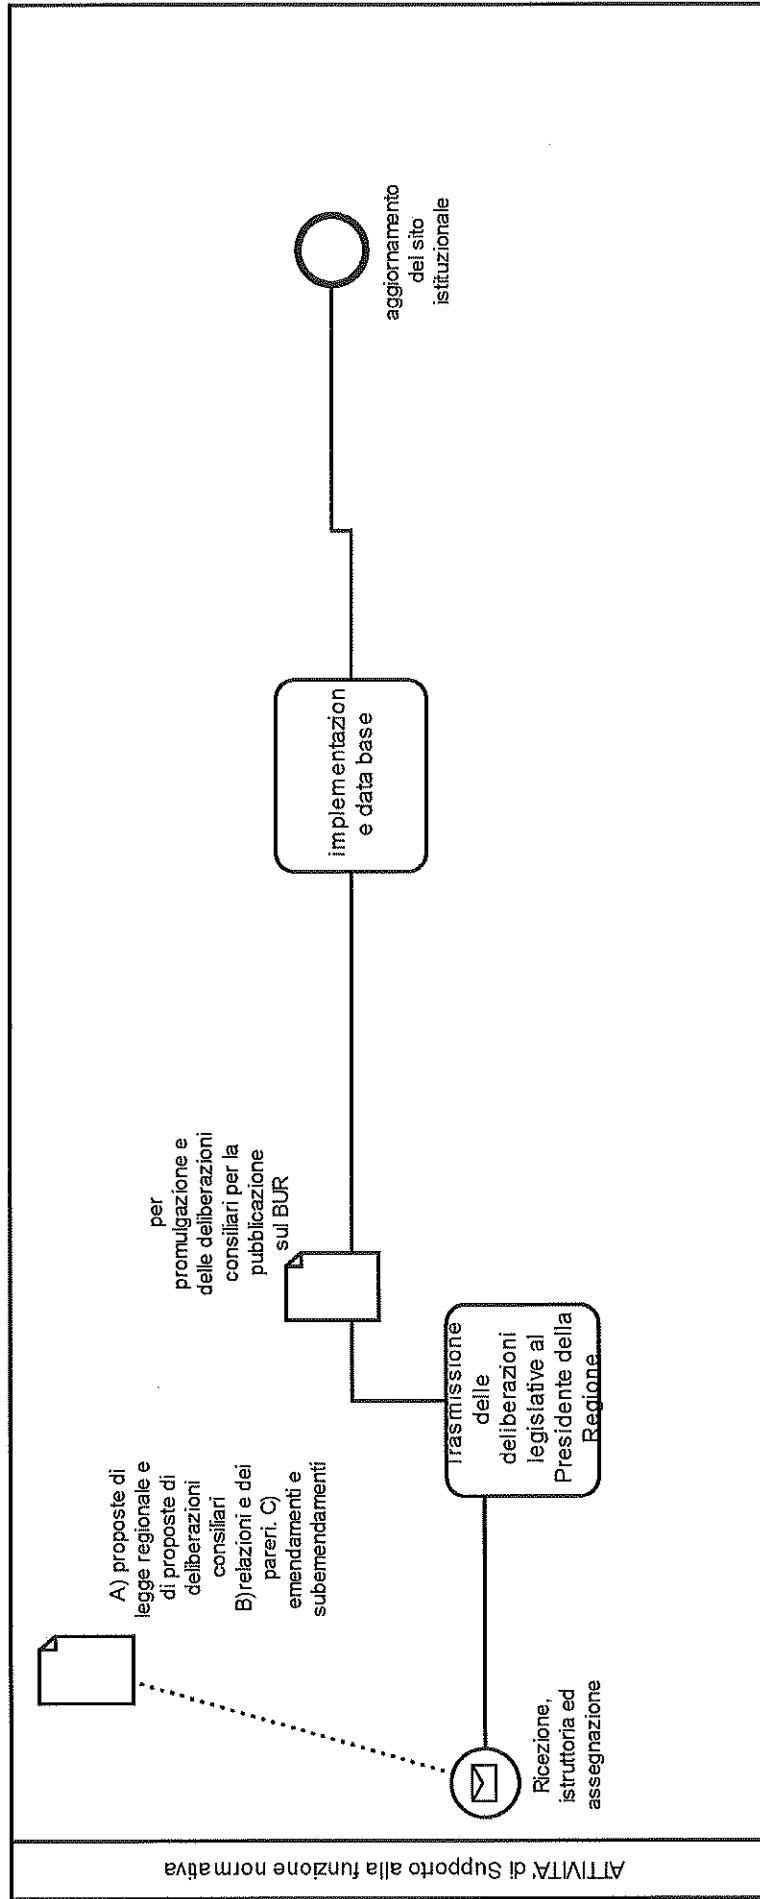 ATTIVITA' di Supporto alla funzione normativa
A) proposte di
legge regionale e
di proposte di
deliberazioni
consiliari
B)relazioni e dei
pareri. C)
emendamenti e
subemendamenti
Ricezione,
istruttoria ed
assegnazione
Trasmissione
delle
deliberazioni
legislative al
Presidente della
Regione
per
promulgazione e
delle deliberazioni
consiliari per la
pubblicazione
sul BUR
implementazion
e data base
aggiornamento
del sito
istituzionale